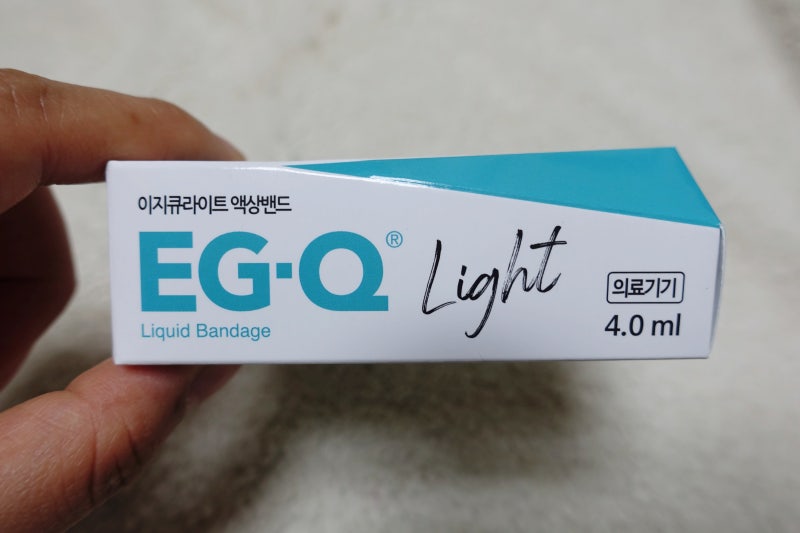 이지큐라이트 액상밴드
EG·Q® Light
Liquid Bandage
의료기기
4.0 ml